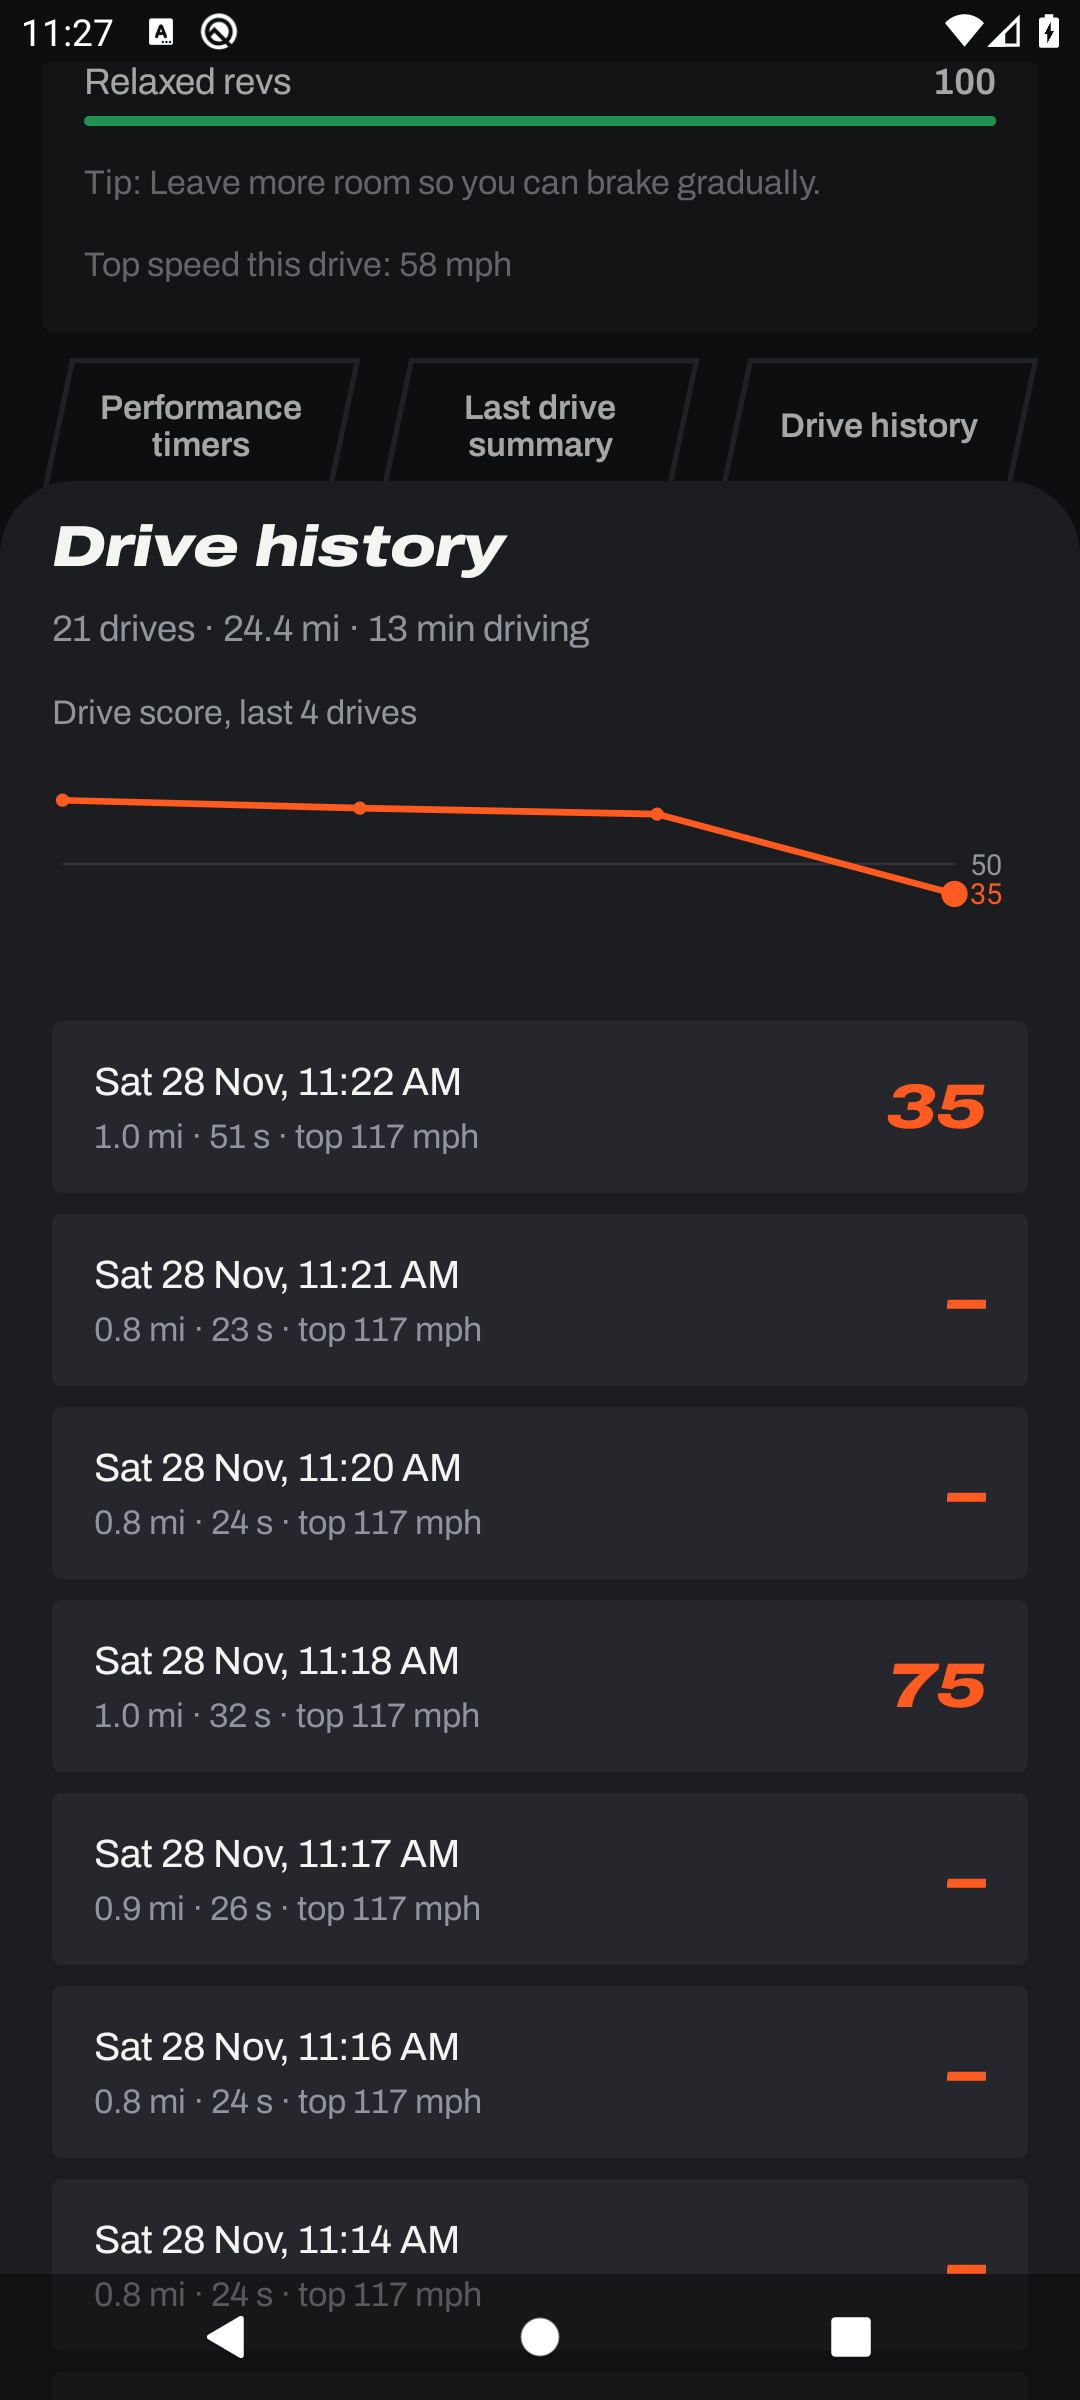 11:27
Relaxed revs 100
Tip: Leave more room so you can brake gradually.
Top speed this drive: 58 mph
Performance timers
Last drive summary
Drive history
Drive history
21 drives · 24.4 mi · 13 min driving
Drive score, last 4 drives
50
35
Sat 28 Nov, 11:22 AM
1.0 mi · 51 s · top 117 mph
35
Sat 28 Nov, 11:21 AM
0.8 mi · 23 s · top 117 mph
–
Sat 28 Nov, 11:20 AM
0.8 mi · 24 s · top 117 mph
–
Sat 28 Nov, 11:18 AM
1.0 mi · 32 s · top 117 mph
75
Sat 28 Nov, 11:17 AM
0.9 mi · 26 s · top 117 mph
–
Sat 28 Nov, 11:16 AM
0.8 mi · 24 s · top 117 mph
–
Sat 28 Nov, 11:14 AM
0.8 mi · 24 s · top 117 mph
–